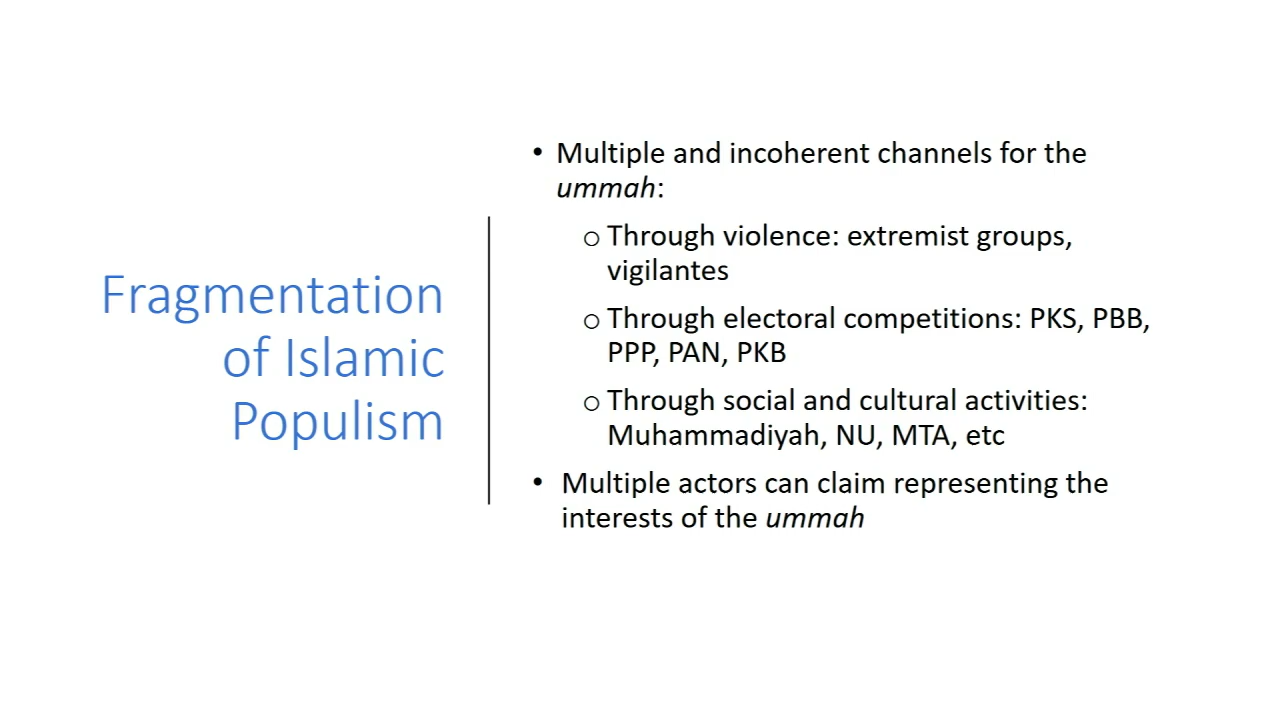 Fragmentation
of Islamic
Populism
• Multiple and incoherent channels for the
ummah:
o Through violence: extremist groups,
vigilantes
o Through electoral competitions: PKS, PBB,
PPP, PAN, PKB
o Through social and cultural activities:
Muhammadiyah, NU, MTA, etc
• Multiple actors can claim representing the
interests of the ummah